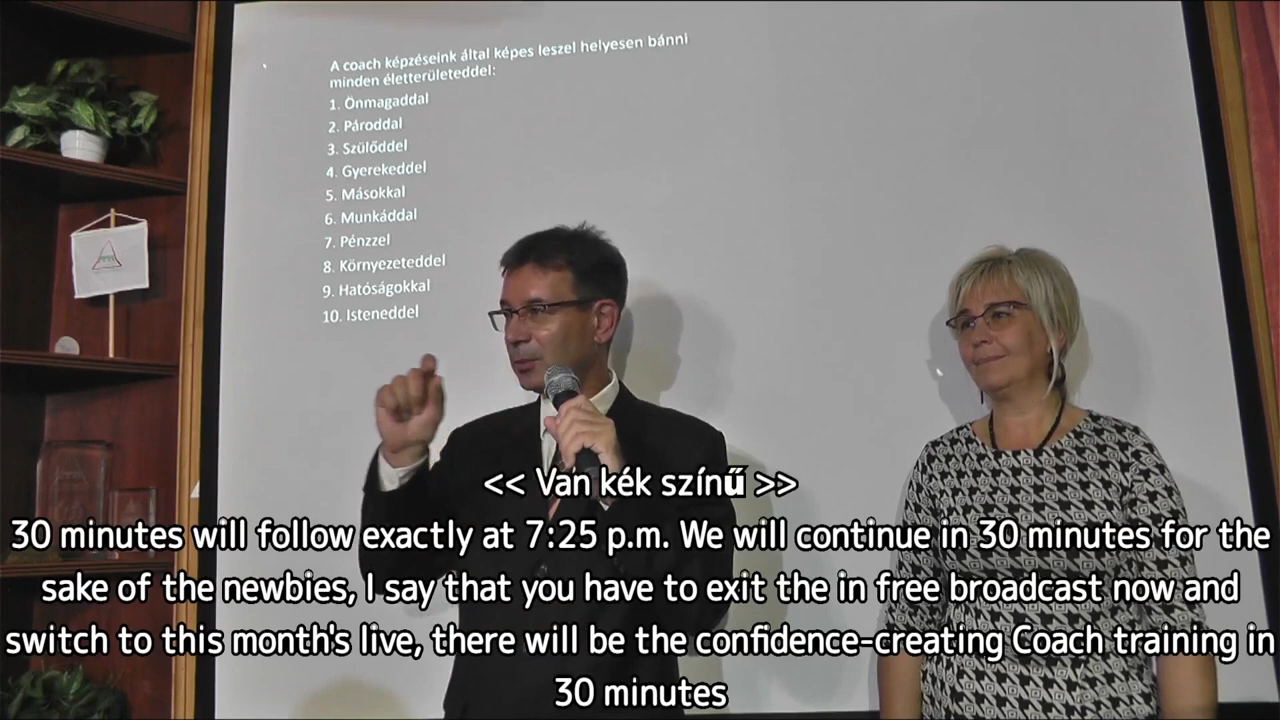 A coach képzéseink által képes leszel helyesen bánni
minden életterületeddel:
1. Önmagaddal
2. Pároddal
3. Szülőddel
4. Gyerekeddel
5. Másokkal
6. Munkáddal
7. Pénzzel
8. Környezeteddel
9. Hatóságokkal
10. Isteneddel
<< Van kék színű >>
30 minutes will follow exactly at 7:25 p.m. We will continue in 30 minutes for the
sake of the newbies, I say that you have to exit the in free broadcast now and
switch to this month's live, there will be the confidence-creating Coach training in
30 minutes